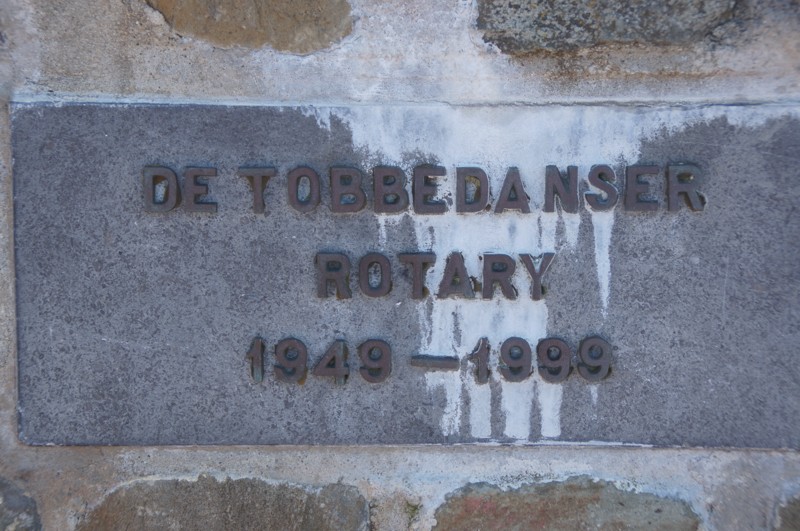 DE TOBBEDANSER
ROTARY
1949 – 1999